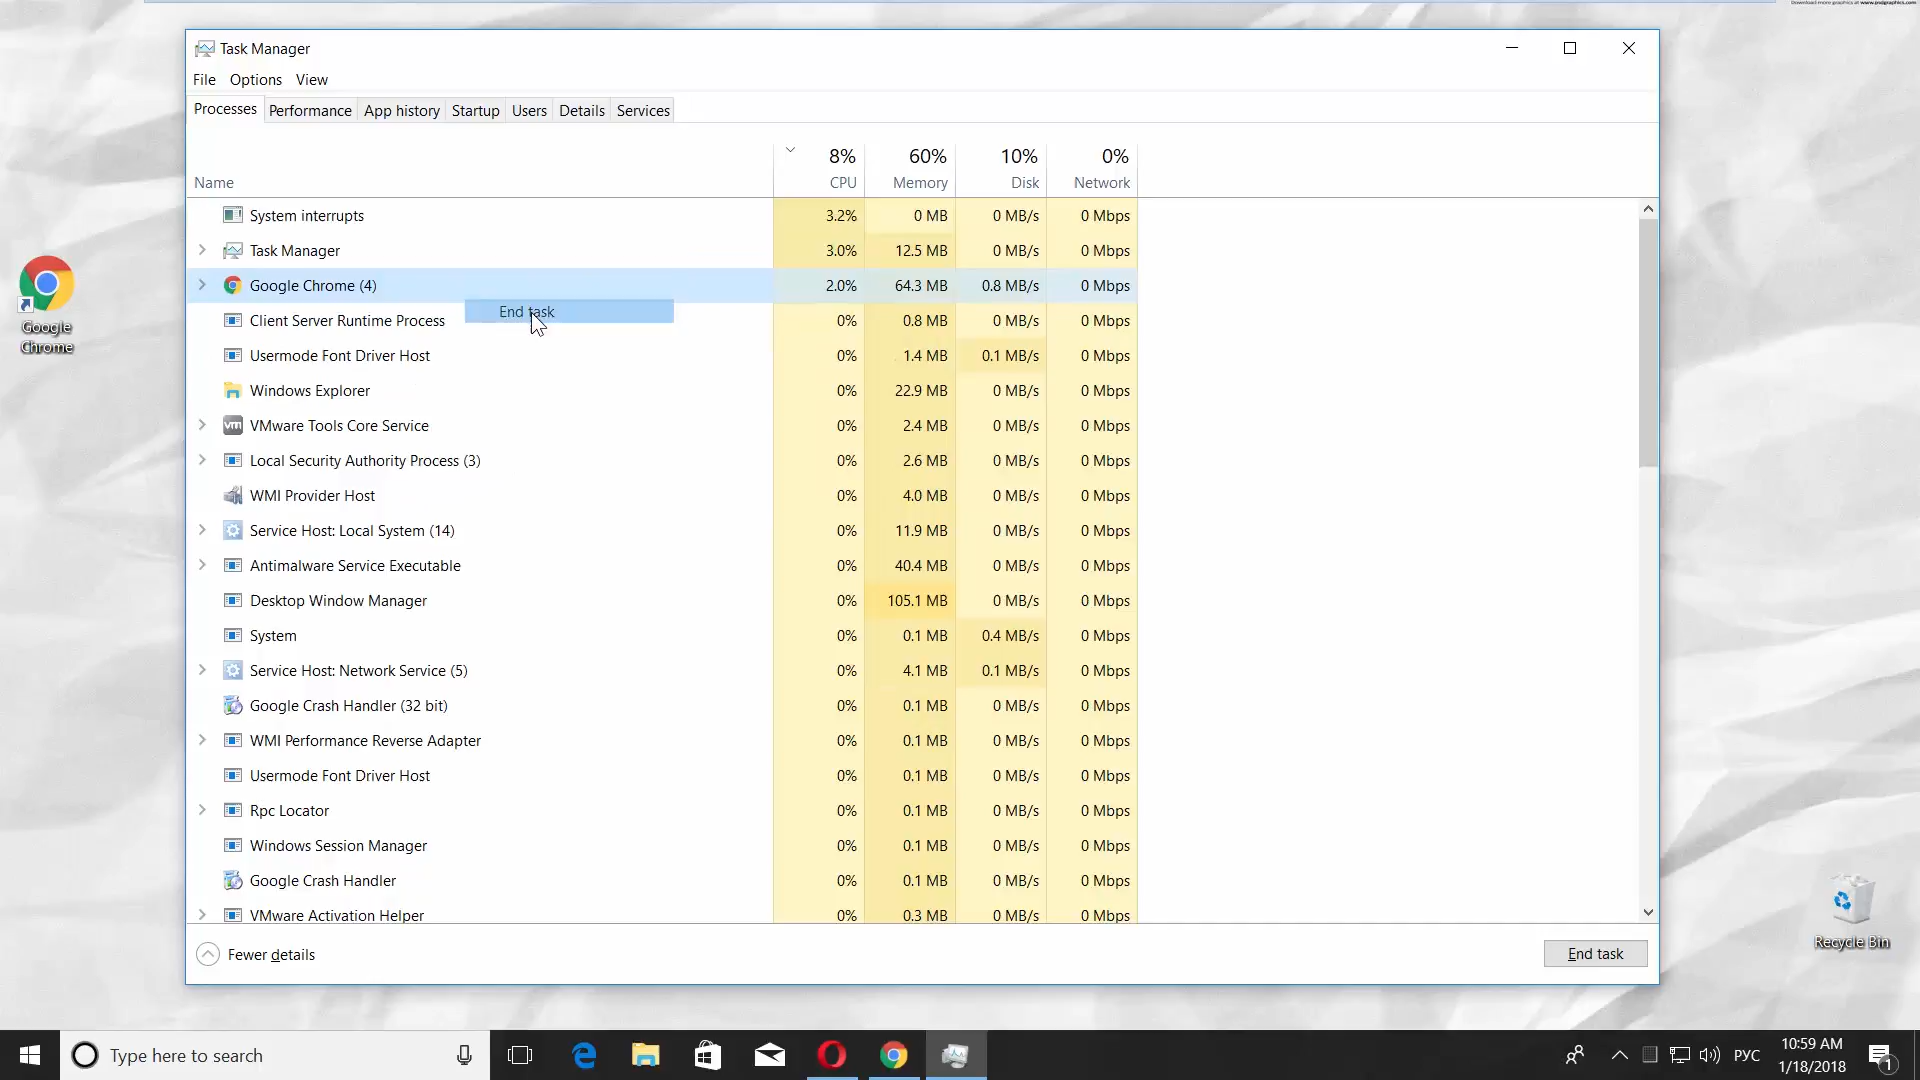 Download more graphics at www.psdgraphics.com
Task Manager
File Options View
Processes Performance App history Startup Users Details Services
8% 60% 10% 0%
Name CPU Memory Disk Network
System interrupts 3.2% 0 MB 0 MB/s 0 Mbps
Task Manager 3.0% 12.5 MB 0 MB/s 0 Mbps
Google Chrome (4) 2.0% 64.3 MB 0.8 MB/s 0 Mbps
End task
Client Server Runtime Process 0% 0.8 MB 0 MB/s 0 Mbps
Usermode Font Driver Host 0% 1.4 MB 0.1 MB/s 0 Mbps
Windows Explorer 0% 22.9 MB 0 MB/s 0 Mbps
vm VMware Tools Core Service 0% 2.4 MB 0 MB/s 0 Mbps
Local Security Authority Process (3) 0% 2.6 MB 0 MB/s 0 Mbps
WMI Provider Host 0% 4.0 MB 0 MB/s 0 Mbps
Service Host: Local System (14) 0% 11.9 MB 0 MB/s 0 Mbps
Antimalware Service Executable 0% 40.4 MB 0 MB/s 0 Mbps
Desktop Window Manager 0% 105.1 MB 0 MB/s 0 Mbps
System 0% 0.1 MB 0.4 MB/s 0 Mbps
Service Host: Network Service (5) 0% 4.1 MB 0.1 MB/s 0 Mbps
Google Crash Handler (32 bit) 0% 0.1 MB 0 MB/s 0 Mbps
WMI Performance Reverse Adapter 0% 0.1 MB 0 MB/s 0 Mbps
Usermode Font Driver Host 0% 0.1 MB 0 MB/s 0 Mbps
Rpc Locator 0% 0.1 MB 0 MB/s 0 Mbps
Windows Session Manager 0% 0.1 MB 0 MB/s 0 Mbps
Google Crash Handler 0% 0.1 MB 0 MB/s 0 Mbps
VMware Activation Helper 0% 0.3 MB 0 MB/s 0 Mbps
Fewer details End task
Google
Chrome
Recycle Bin
Type here to search
РУС
10:59 AM
1/18/2018
1